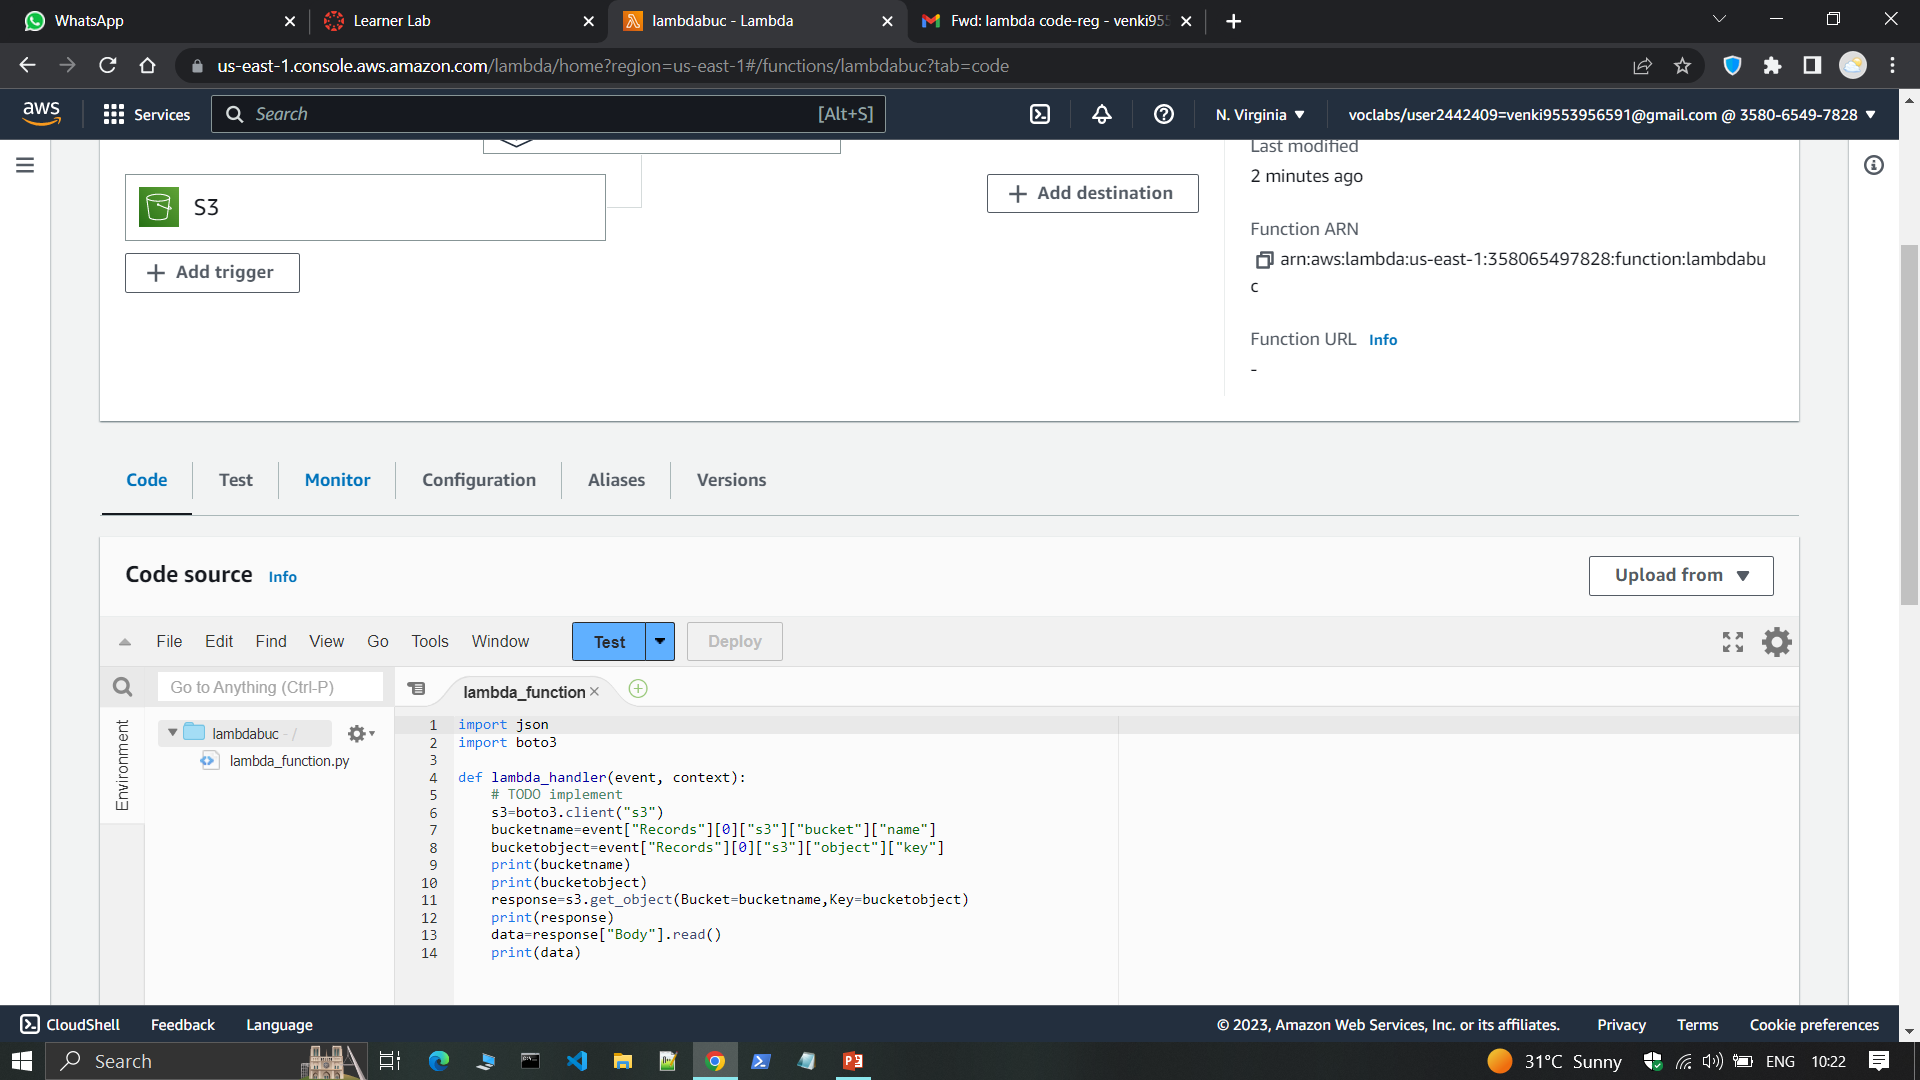 WhatsApp
Learner Lab
lambdabuc - Lambda
Fwd: lambda code-reg - venki955
us-east-1.console.aws.amazon.com/lambda/home?region=us-east-1#/functions/lambdabuc?tab=code
aws
Services
Search
[Alt+S]
N. Virginia
voclabs/user2442409=venki9553956591@gmail.com @ 3580-6549-7828
Last modified
2 minutes ago
S3
Add destination
Add trigger
Function ARN
arn:aws:lambda:us-east-1:358065497828:function:lambdabu
c
Function URL Info
-
Code
Test
Monitor
Configuration
Aliases
Versions
Code source Info
Upload from
File Edit Find View Go Tools Window
Test
Deploy
Go to Anything (Ctrl-P)
lambda_function
Environment
lambdabuc - /
lambda_function.py
1 import json
2 import boto3
3
4 def lambda_handler(event, context):
5 # TODO implement
6 s3=boto3.client("s3")
7 bucketname=event["Records"][0]["s3"]["bucket"]["name"]
8 bucketobject=event["Records"][0]["s3"]["object"]["key"]
9 print(bucketname)
10 print(bucketobject)
11 response=s3.get_object(Bucket=bucketname,Key=bucketobject)
12 print(response)
13 data=response["Body"].read()
14 print(data)
CloudShell Feedback Language
© 2023, Amazon Web Services, Inc. or its affiliates. Privacy Terms Cookie preferences
Search
31°C Sunny
ENG
10:22